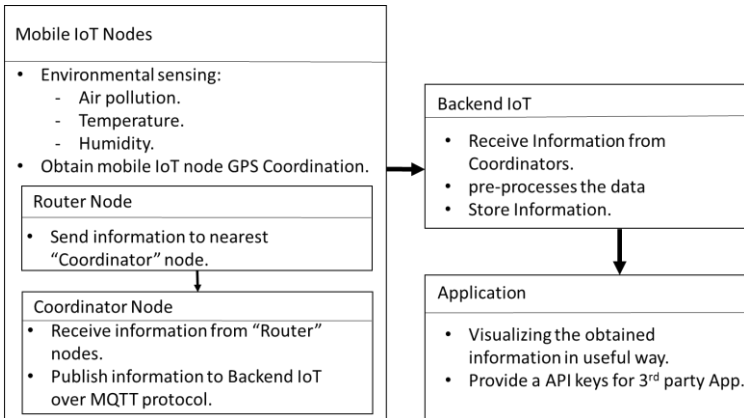 Mobile IoT Nodes
• Environmental sensing:
- Air pollution.
- Temperature.
- Humidity.
• Obtain mobile IoT node GPS Coordination.
Router Node
• Send information to nearest
“Coordinator” node.
Coordinator Node
• Receive information from “Router”
nodes.
• Publish information to Backend IoT
over MQTT protocol.
Backend IoT
• Receive Information from
Coordinators.
• pre-processes the data
• Store Information.
Application
• Visualizing the obtained
information in useful way.
• Provide a API keys for 3rd party App.